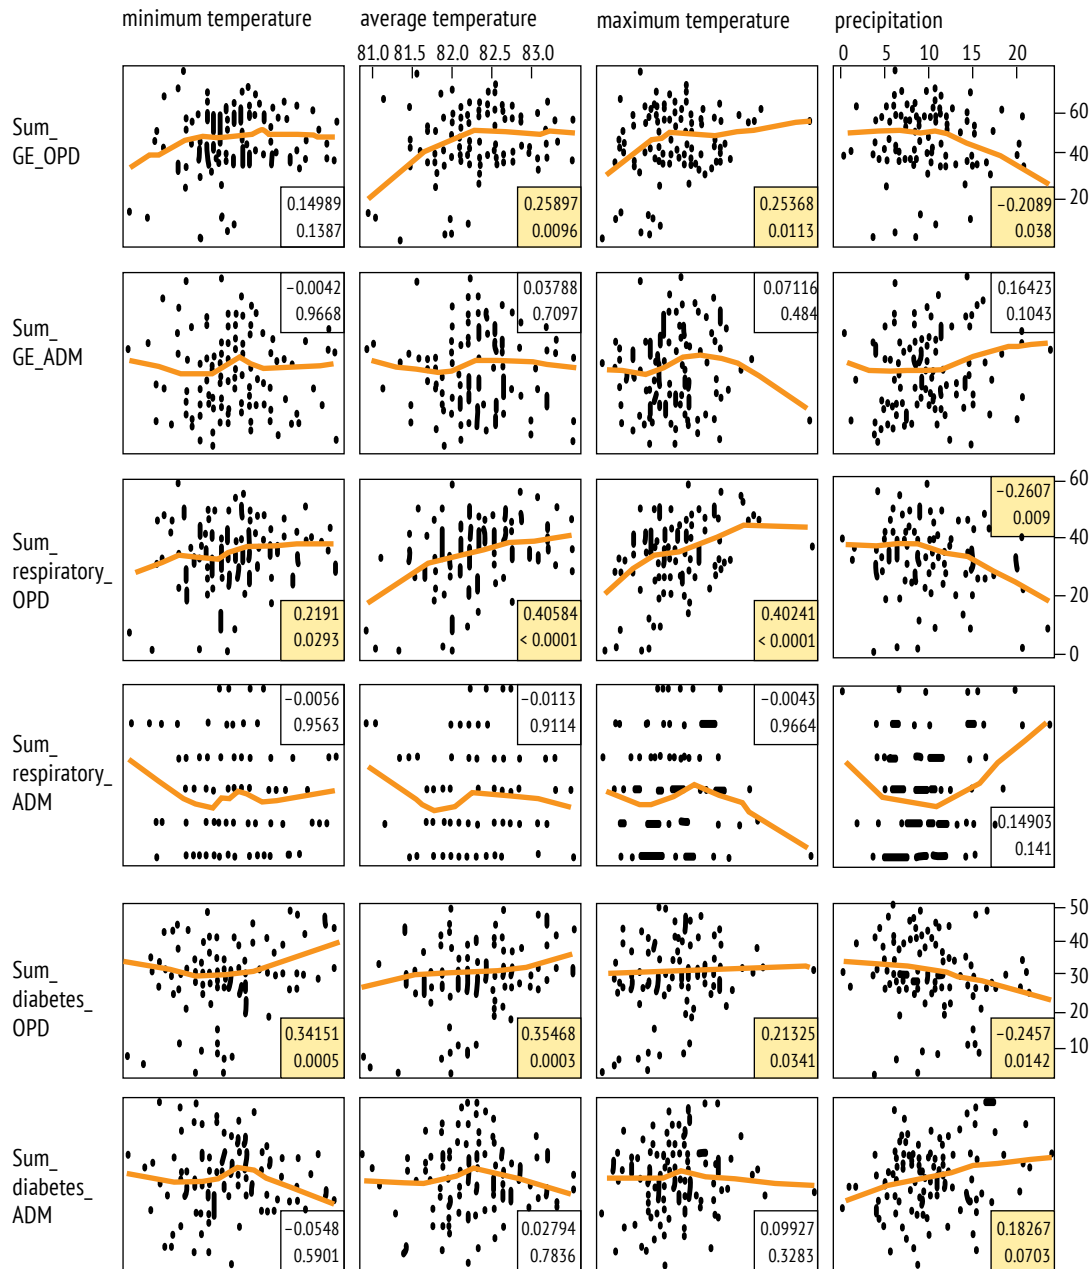 minimum temperature average temperature maximum temperature precipitation
81.0 82.0 83.0 0 10 20
81.5 82.5 5 15
Sum_
GE_OPD
60
40
20
0.14989 0.25897 0.25368 −0.2089
0.1387 0.0096 0.0113 0.038
Sum_
GE_ADM
−0.0042 0.03788 0.07116 0.16423
0.9668 0.7097 0.484 0.1043
Sum_
respiratory_
OPD
60
40
20
0
−0.2607
0.009
0.2191 0.40584 0.40241
0.0293 < 0.0001 < 0.0001
Sum_
respiratory_
ADM
−0.0056 −0.0113 −0.0043
0.9563 0.9114 0.9664
0.14903
0.141
Sum_
diabetes_
OPD
50
40
30
20
10
0.34151 0.35468 0.21325 −0.2457
0.0005 0.0003 0.0341 0.0142
Sum_
diabetes_
ADM
−0.0548 0.02794 0.09927 0.18267
0.5901 0.7836 0.3283 0.0703